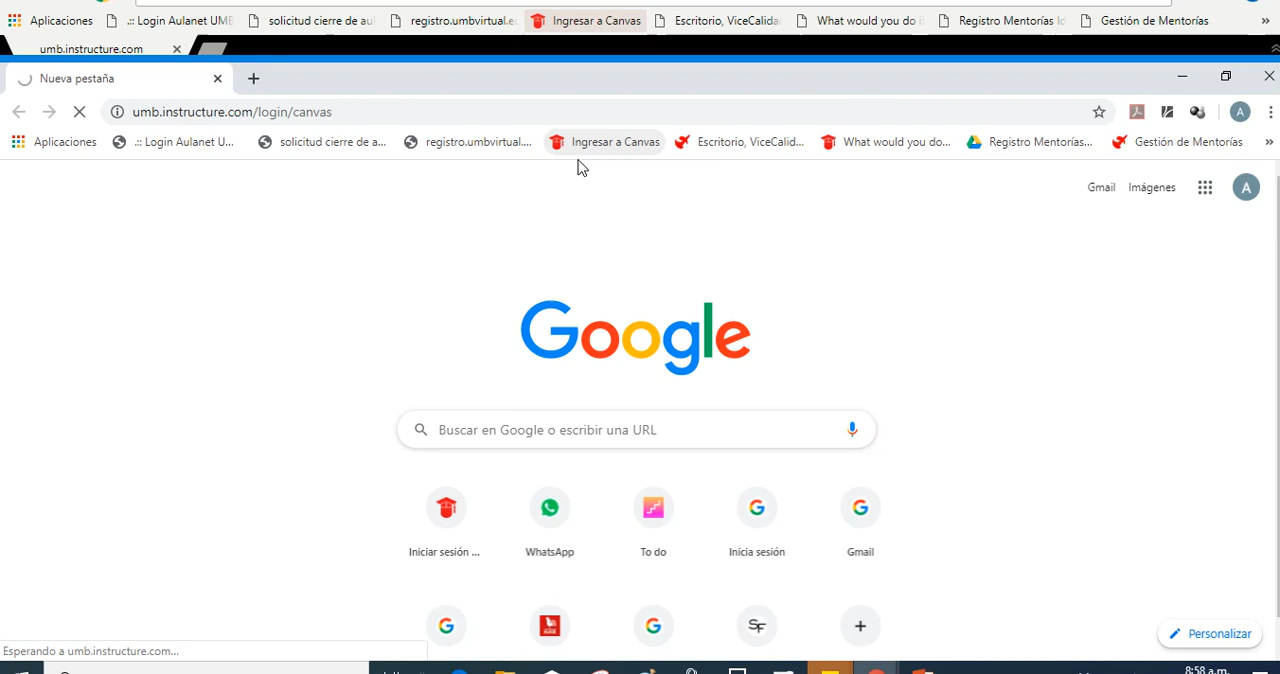 Aplicaciones .:: Login Aulanet UMB solicitud cierre de au registro.umbvirtual.e Ingresar a Canvas Escritorio, ViceCalida What would you do i Registro Mentorías Gestión de Mentorías »
umb.instructure.com
Nueva pestaña
umb.instructure.com/login/canvas A
Aplicaciones .:: Login Aulanet U... solicitud cierre de a... registro.umbvirtual.... Ingresar a Canvas Escritorio, ViceCalid... What would you do... Registro Mentorías... Gestión de Mentorías »
Gmail Imágenes A
Google
Buscar en Google o escribir una URL
Iniciar sesión ... WhatsApp To do Inicia sesión Gmail
SF
Personalizar
Esperando a umb.instructure.com...
8:58 a.m.